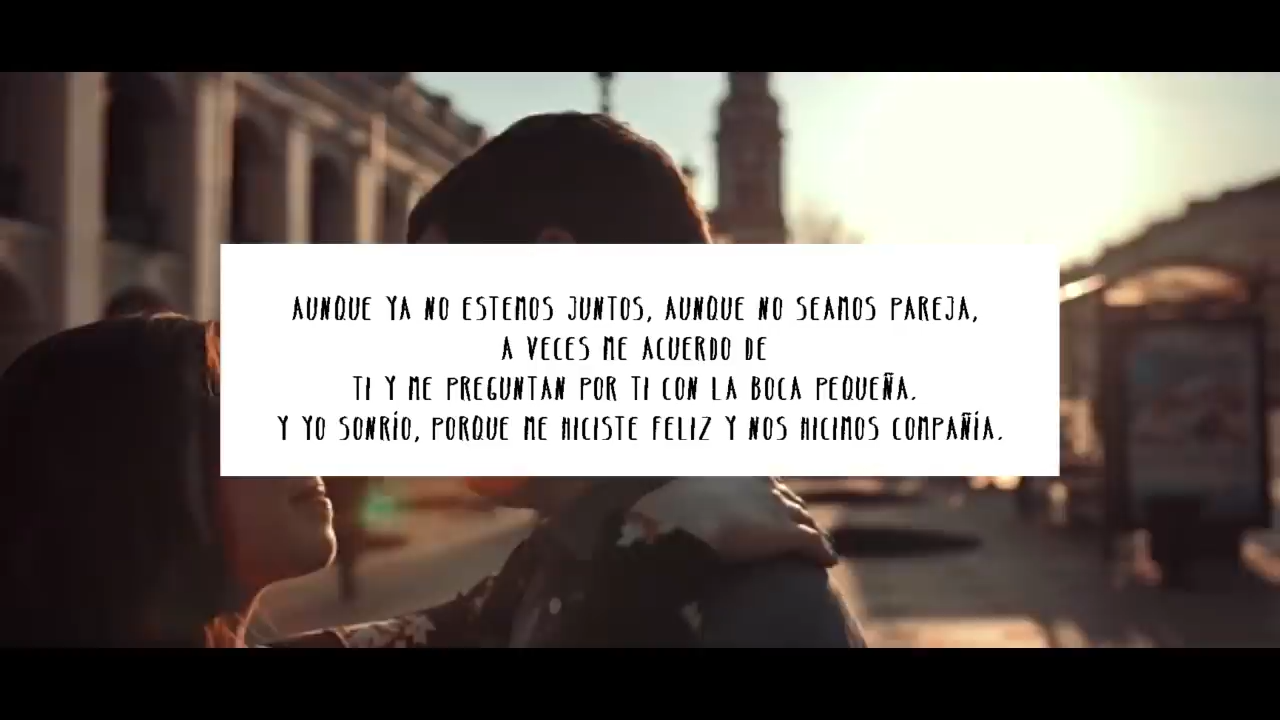 AUNQUE YA NO ESTEMOS JUNTOS, AUNQUE NO SEAMOS PAREJA,
A VECES ME ACUERDO DE
TI Y ME PREGUNTAN POR TI CON LA BOCA PEQUEÑA.
Y YO SONRÍO, PORQUE ME HICISTE FELIZ Y NOS HICIMOS COMPAÑÍA.